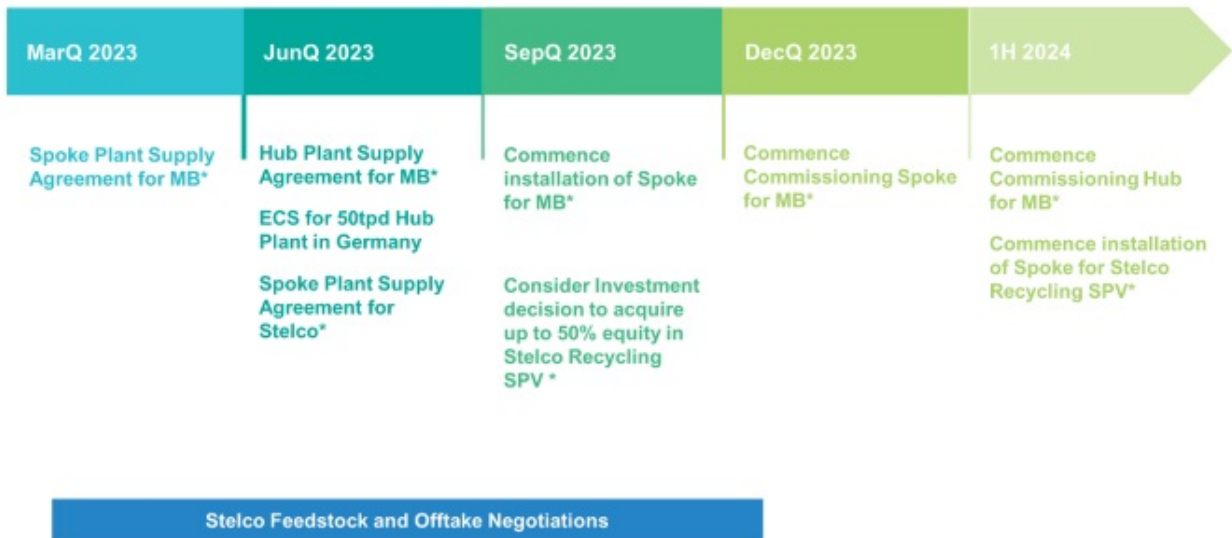 MarQ 2023
JunQ 2023
SepQ 2023
DecQ 2023
1H 2024
Spoke Plant Supply
Agreement for MB*
Hub Plant Supply
Agreement for MB*
ECS for 50tpd Hub
Plant in Germany
Spoke Plant Supply
Agreement for
Stelco*
Commence
installation of Spoke
for MB*
Consider Investment
decision to acquire
up to 50% equity in
Stelco Recycling
SPV *
Commence
Commissioning Spoke
for MB*
Commence
Commissioning Hub
for MB*
Commence installation
of Spoke for Stelco
Recycling SPV*
Stelco Feedstock and Offtake Negotiations